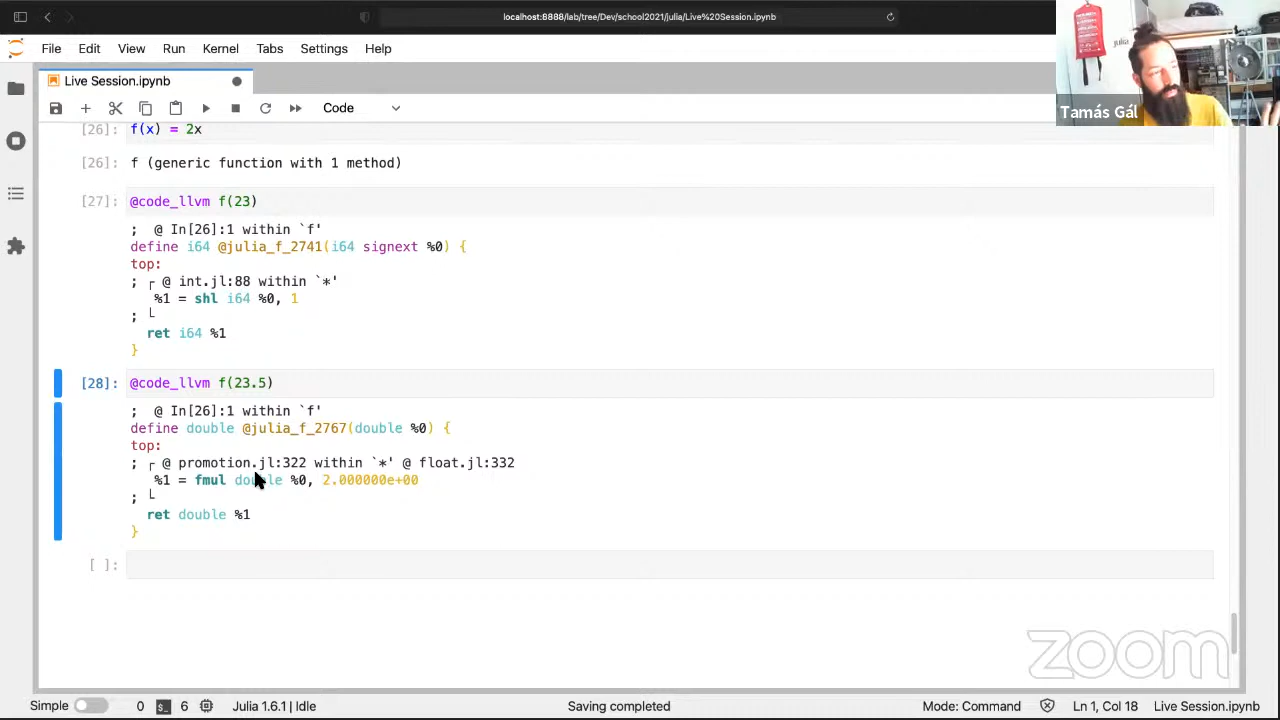 localhost:8888/lab/tree/Dev/school2021/julia/Live%20Session.ipynb
File Edit View Run Kernel Tabs Settings Help
julia
Tamás Gál
Live Session.ipynb
Code
[26]: f(x) = 2x
[26]: f (generic function with 1 method)
[27]: @code_llvm f(23)
;  @ In[26]:1 within `f'
define i64 @julia_f_2741(i64 signext %0) {
top:
; ┌ @ int.jl:88 within `*'
   %1 = shl i64 %0, 1
; └
  ret i64 %1
}
[28]: @code_llvm f(23.5)
;  @ In[26]:1 within `f'
define double @julia_f_2767(double %0) {
top:
; ┌ @ promotion.jl:322 within `*' @ float.jl:332
   %1 = fmul double %0, 2.000000e+00
; └
  ret double %1
}
[ ]:
zoom
Simple 0 $_ 6 Julia 1.6.1 | Idle Saving completed Mode: Command Ln 1, Col 18 Live Session.ipynb